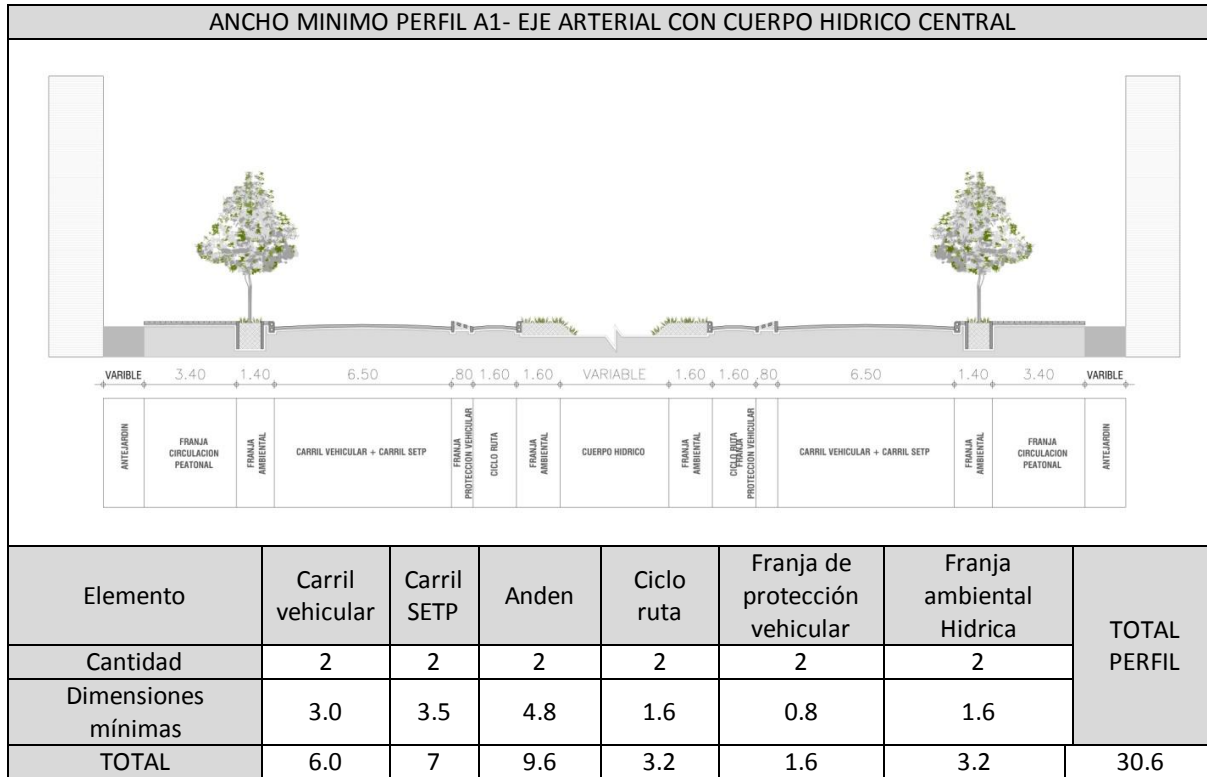 ANCHO MINIMO PERFIL A1- EJE ARTERIAL CON CUERPO HIDRICO CENTRAL
VARIBLE 3.40 1.40 6.50 .80 1.60 1.60 VARIABLE 1.60 1.60 .80 6.50 1.40 3.40 VARIBLE
ANTEJARDIN
FRANJA
CIRCULACION
PEATONAL
FRANJA
AMBIENTAL
CARRIL VEHICULAR + CARRIL SETP
FRANJA
PROTECCION VEHICULAR
CICLO RUTA
FRANJA
AMBIENTAL
CUERPO HIDRICO
FRANJA
AMBIENTAL
CICLO RUTA
FRANJA
PROTECCION VEHICULAR
CARRIL VEHICULAR + CARRIL SETP
FRANJA
AMBIENTAL
FRANJA
CIRCULACION
PEATONAL
ANTEJARDIN
Elemento
Carril
vehicular
Carril
SETP
Anden
Ciclo
ruta
Franja de
protección
vehicular
Franja
ambiental
Hidrica
TOTAL
PERFIL
Cantidad 2 2 2 2 2 2
Dimensiones
mínimas
3.0 3.5 4.8 1.6 0.8 1.6
TOTAL 6.0 7 9.6 3.2 1.6 3.2 30.6